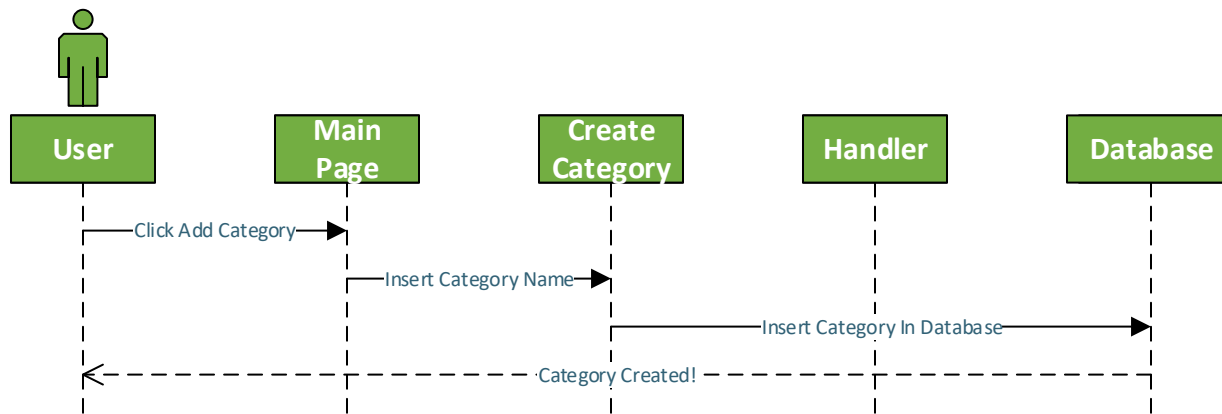 User
Main
Page
Create
Category
Handler
Database
Click Add Category
Insert Category Name
Insert Category In Database
Category Created!